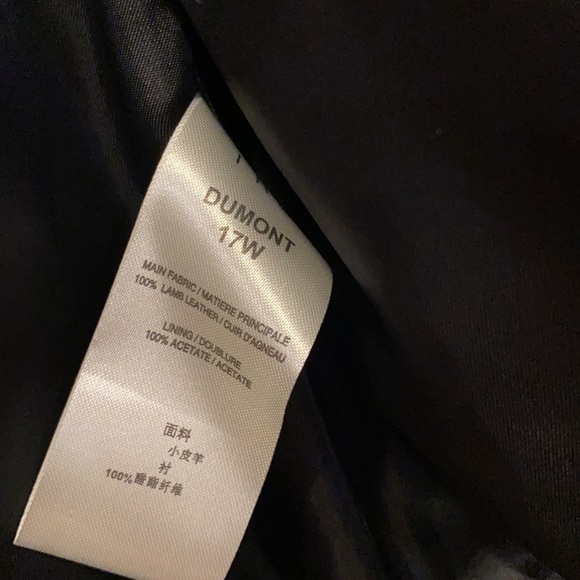 DUMONT
17W
MAIN FABRIC / MATIERE PRINCIPALE
100% LAMB LEATHER / CUIR D'AGNEAU
LINING / DOUBLURE
100% ACETATE / ACETATE
面料
小皮羊
衬
100%醋酯纤维